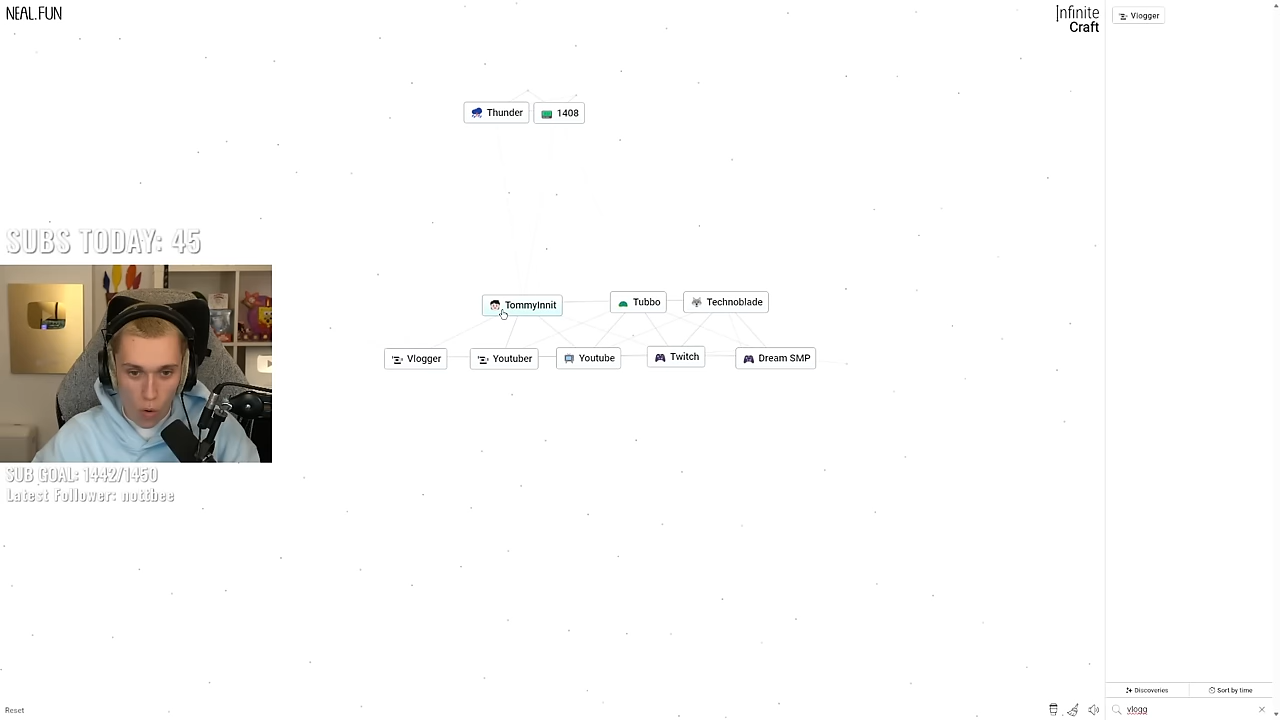 NEAL.FUN
Infinite
Craft
Vlogger
Thunder
1408
SUBS TODAY: 45
TommyInnit
Tubbo
Technoblade
Vlogger
Youtuber
Youtube
Twitch
Dream SMP
SUB GOAL: 1442/1450
Latest Follower: nottbee
Discoveries
Sort by time
Reset
vlogg